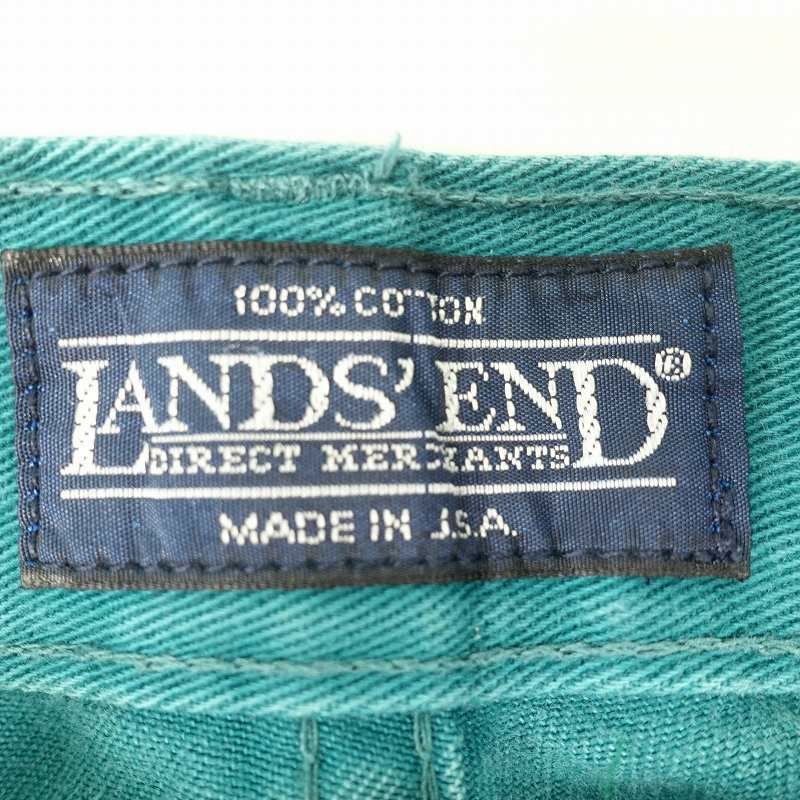 100% COTTON
LANDS' END®
DIRECT MERCHANTS
MADE IN U.S.A.